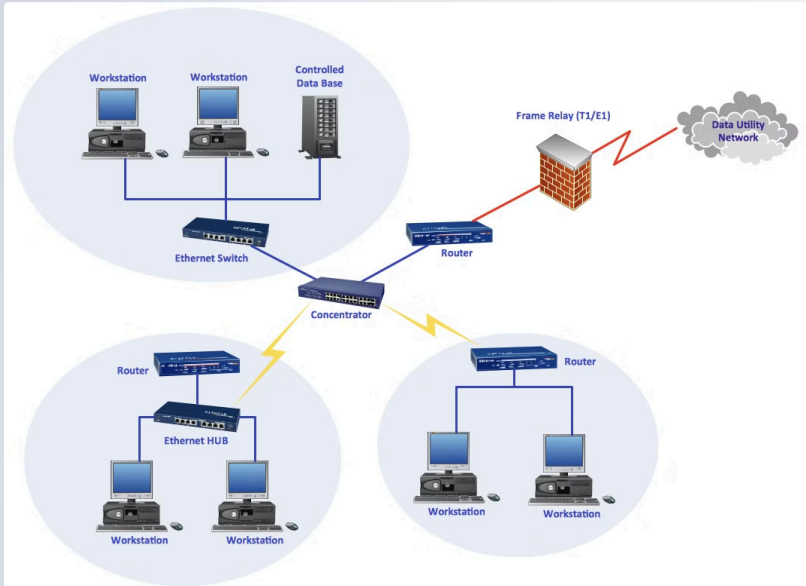 Workstation
Workstation
Controlled
Data Base
Frame Relay (T1/E1)
Data Utility
Network
Ethernet Switch
Router
Concentrator
Router
Router
Ethernet HUB
Workstation
Workstation
Workstation
Workstation